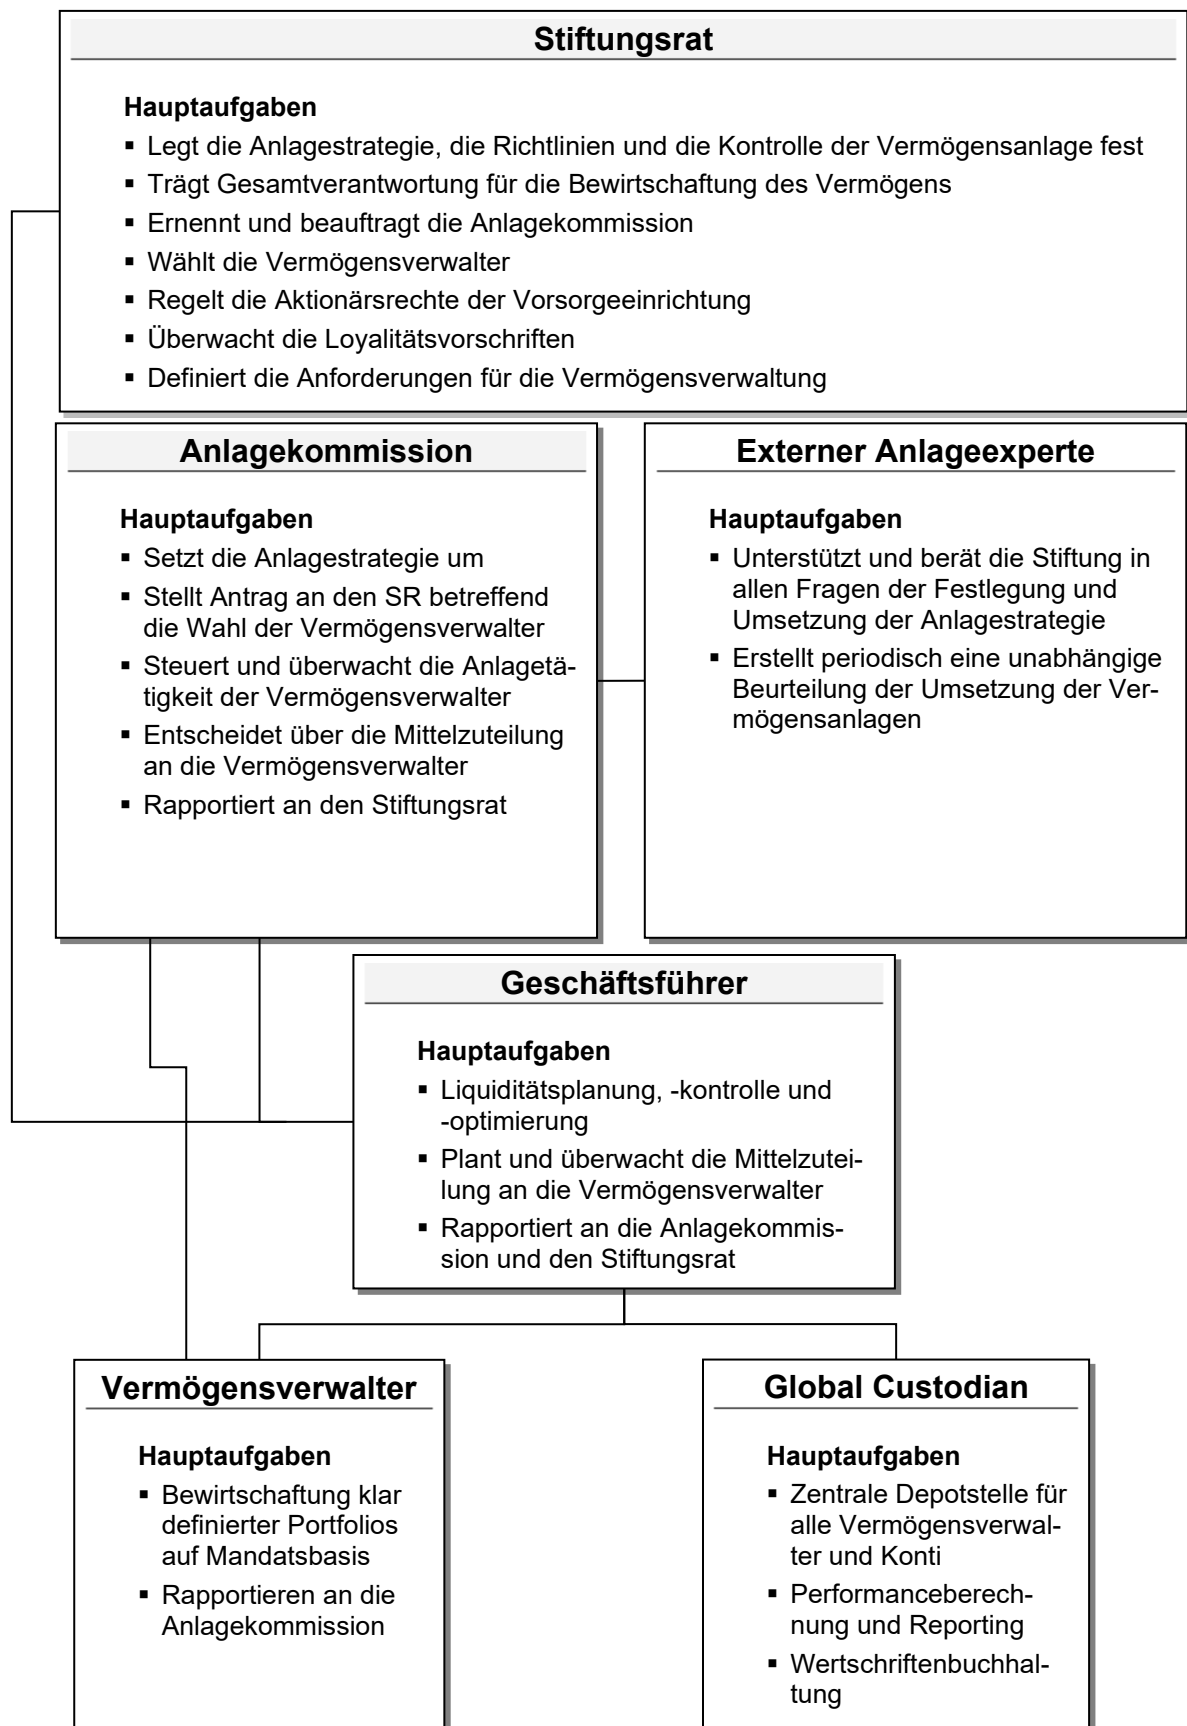 Stiftungsrat
Hauptaufgaben
▪ Legt die Anlagestrategie, die Richtlinien und die Kontrolle der Vermögensanlage fest
▪ Trägt Gesamtverantwortung für die Bewirtschaftung des Vermögens
▪ Ernennt und beauftragt die Anlagekommission
▪ Wählt die Vermögensverwalter
▪ Regelt die Aktionärsrechte der Vorsorgeeinrichtung
▪ Überwacht die Loyalitätsvorschriften
▪ Definiert die Anforderungen für die Vermögensverwaltung
Anlagekommission
Hauptaufgaben
▪ Setzt die Anlagestrategie um
▪ Stellt Antrag an den SR betreffend
die Wahl der Vermögensverwalter
▪ Steuert und überwacht die Anlagetä-
tigkeit der Vermögensverwalter
▪ Entscheidet über die Mittelzuteilung
an die Vermögensverwalter
▪ Rapportiert an den Stiftungsrat
Externer Anlageexperte
Hauptaufgaben
▪ Unterstützt und berät die Stiftung in
allen Fragen der Festlegung und
Umsetzung der Anlagestrategie
▪ Erstellt periodisch eine unabhängige
Beurteilung der Umsetzung der Ver-
mögensanlagen
Geschäftsführer
Hauptaufgaben
▪ Liquiditätsplanung, -kontrolle und
-optimierung
▪ Plant und überwacht die Mittelzutei-
lung an die Vermögensverwalter
▪ Rapportiert an die Anlagekommis-
sion und den Stiftungsrat
Vermögensverwalter
Hauptaufgaben
▪ Bewirtschaftung klar
definierter Portfolios
auf Mandatsbasis
▪ Rapportieren an die
Anlagekommission
Global Custodian
Hauptaufgaben
▪ Zentrale Depotstelle für
alle Vermögensverwal-
ter und Konti
▪ Performanceberech-
nung und Reporting
▪ Wertschriftenbuchhal-
tung